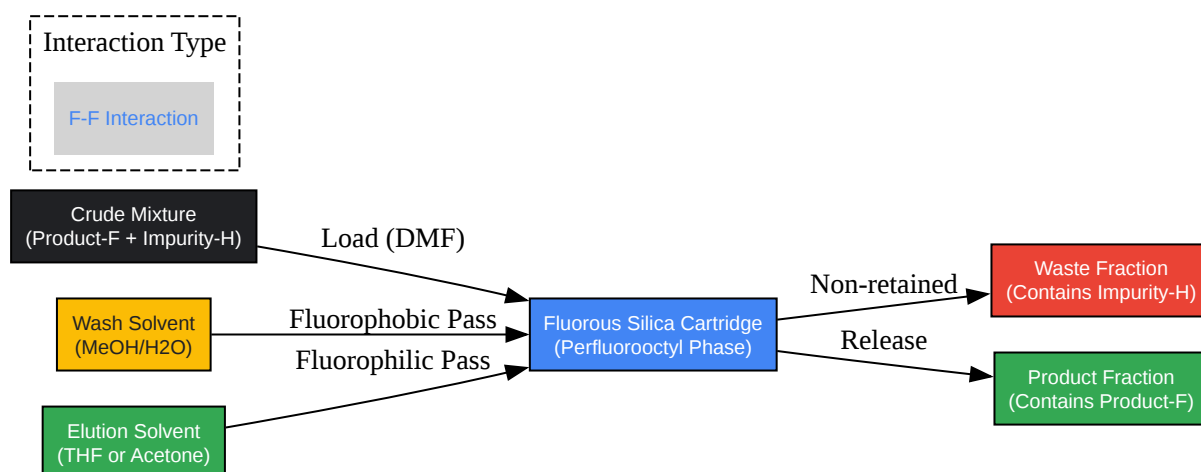 Interaction Type
F-F Interaction
Crude Mixture
(Product-F + Impurity-H)
Load (DMF)
Wash Solvent
(MeOH/H2O)
Fluorophobic Pass
Fluorophilic Pass
Elution Solvent
(THF or Acetone)
Fluorous Silica Cartridge
(Perfluorooctyl Phase)
Non-retained
Release
Waste Fraction
(Contains Impurity-H)
Product Fraction
(Contains Product-F)